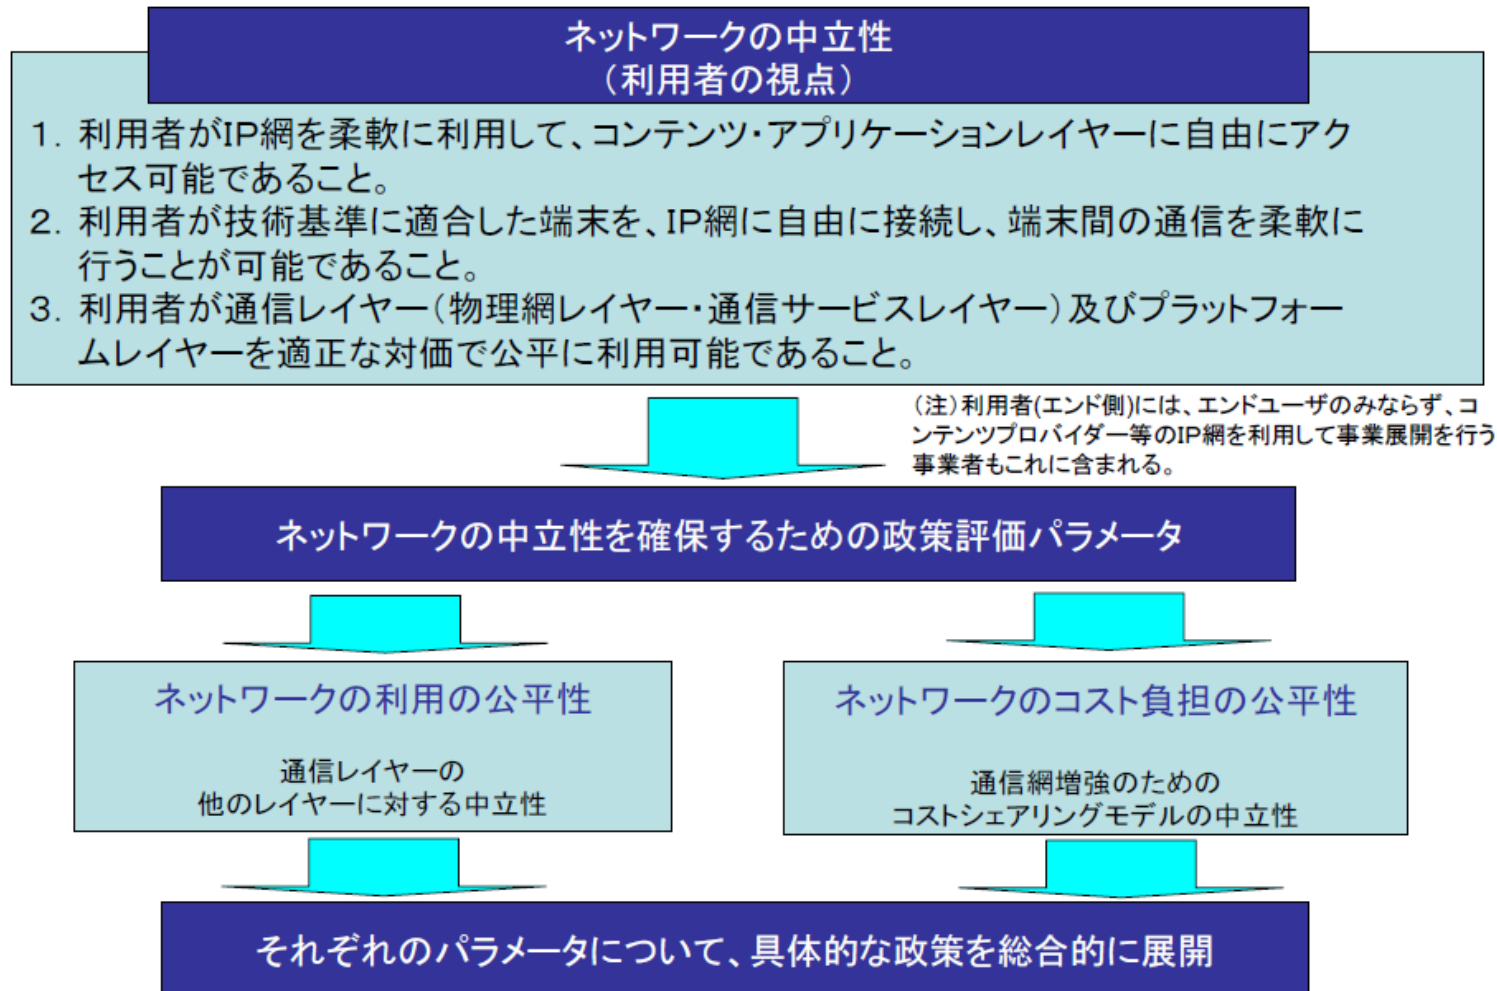 ネットワークの中立性
（利用者の視点）
１．利用者がIP網を柔軟に利用して、コンテンツ・アプリケーションレイヤーに自由にアク
セス可能であること。
２．利用者が技術基準に適合した端末を、IP網に自由に接続し、端末間の通信を柔軟に
行うことが可能であること。
３．利用者が通信レイヤー（物理網レイヤー・通信サービスレイヤー）及びプラットフォー
ムレイヤーを適正な対価で公平に利用可能であること。
（注）利用者(エンド側)には、エンドユーザのみならず、コ
ンテンツプロバイダー等のIP網を利用して事業展開を行う
事業者もこれに含まれる。
ネットワークの中立性を確保するための政策評価パラメータ
ネットワークの利用の公平性
通信レイヤーの
他のレイヤーに対する中立性
ネットワークのコスト負担の公平性
通信網増強のための
コストシェアリングモデルの中立性
それぞれのパラメータについて、具体的な政策を総合的に展開